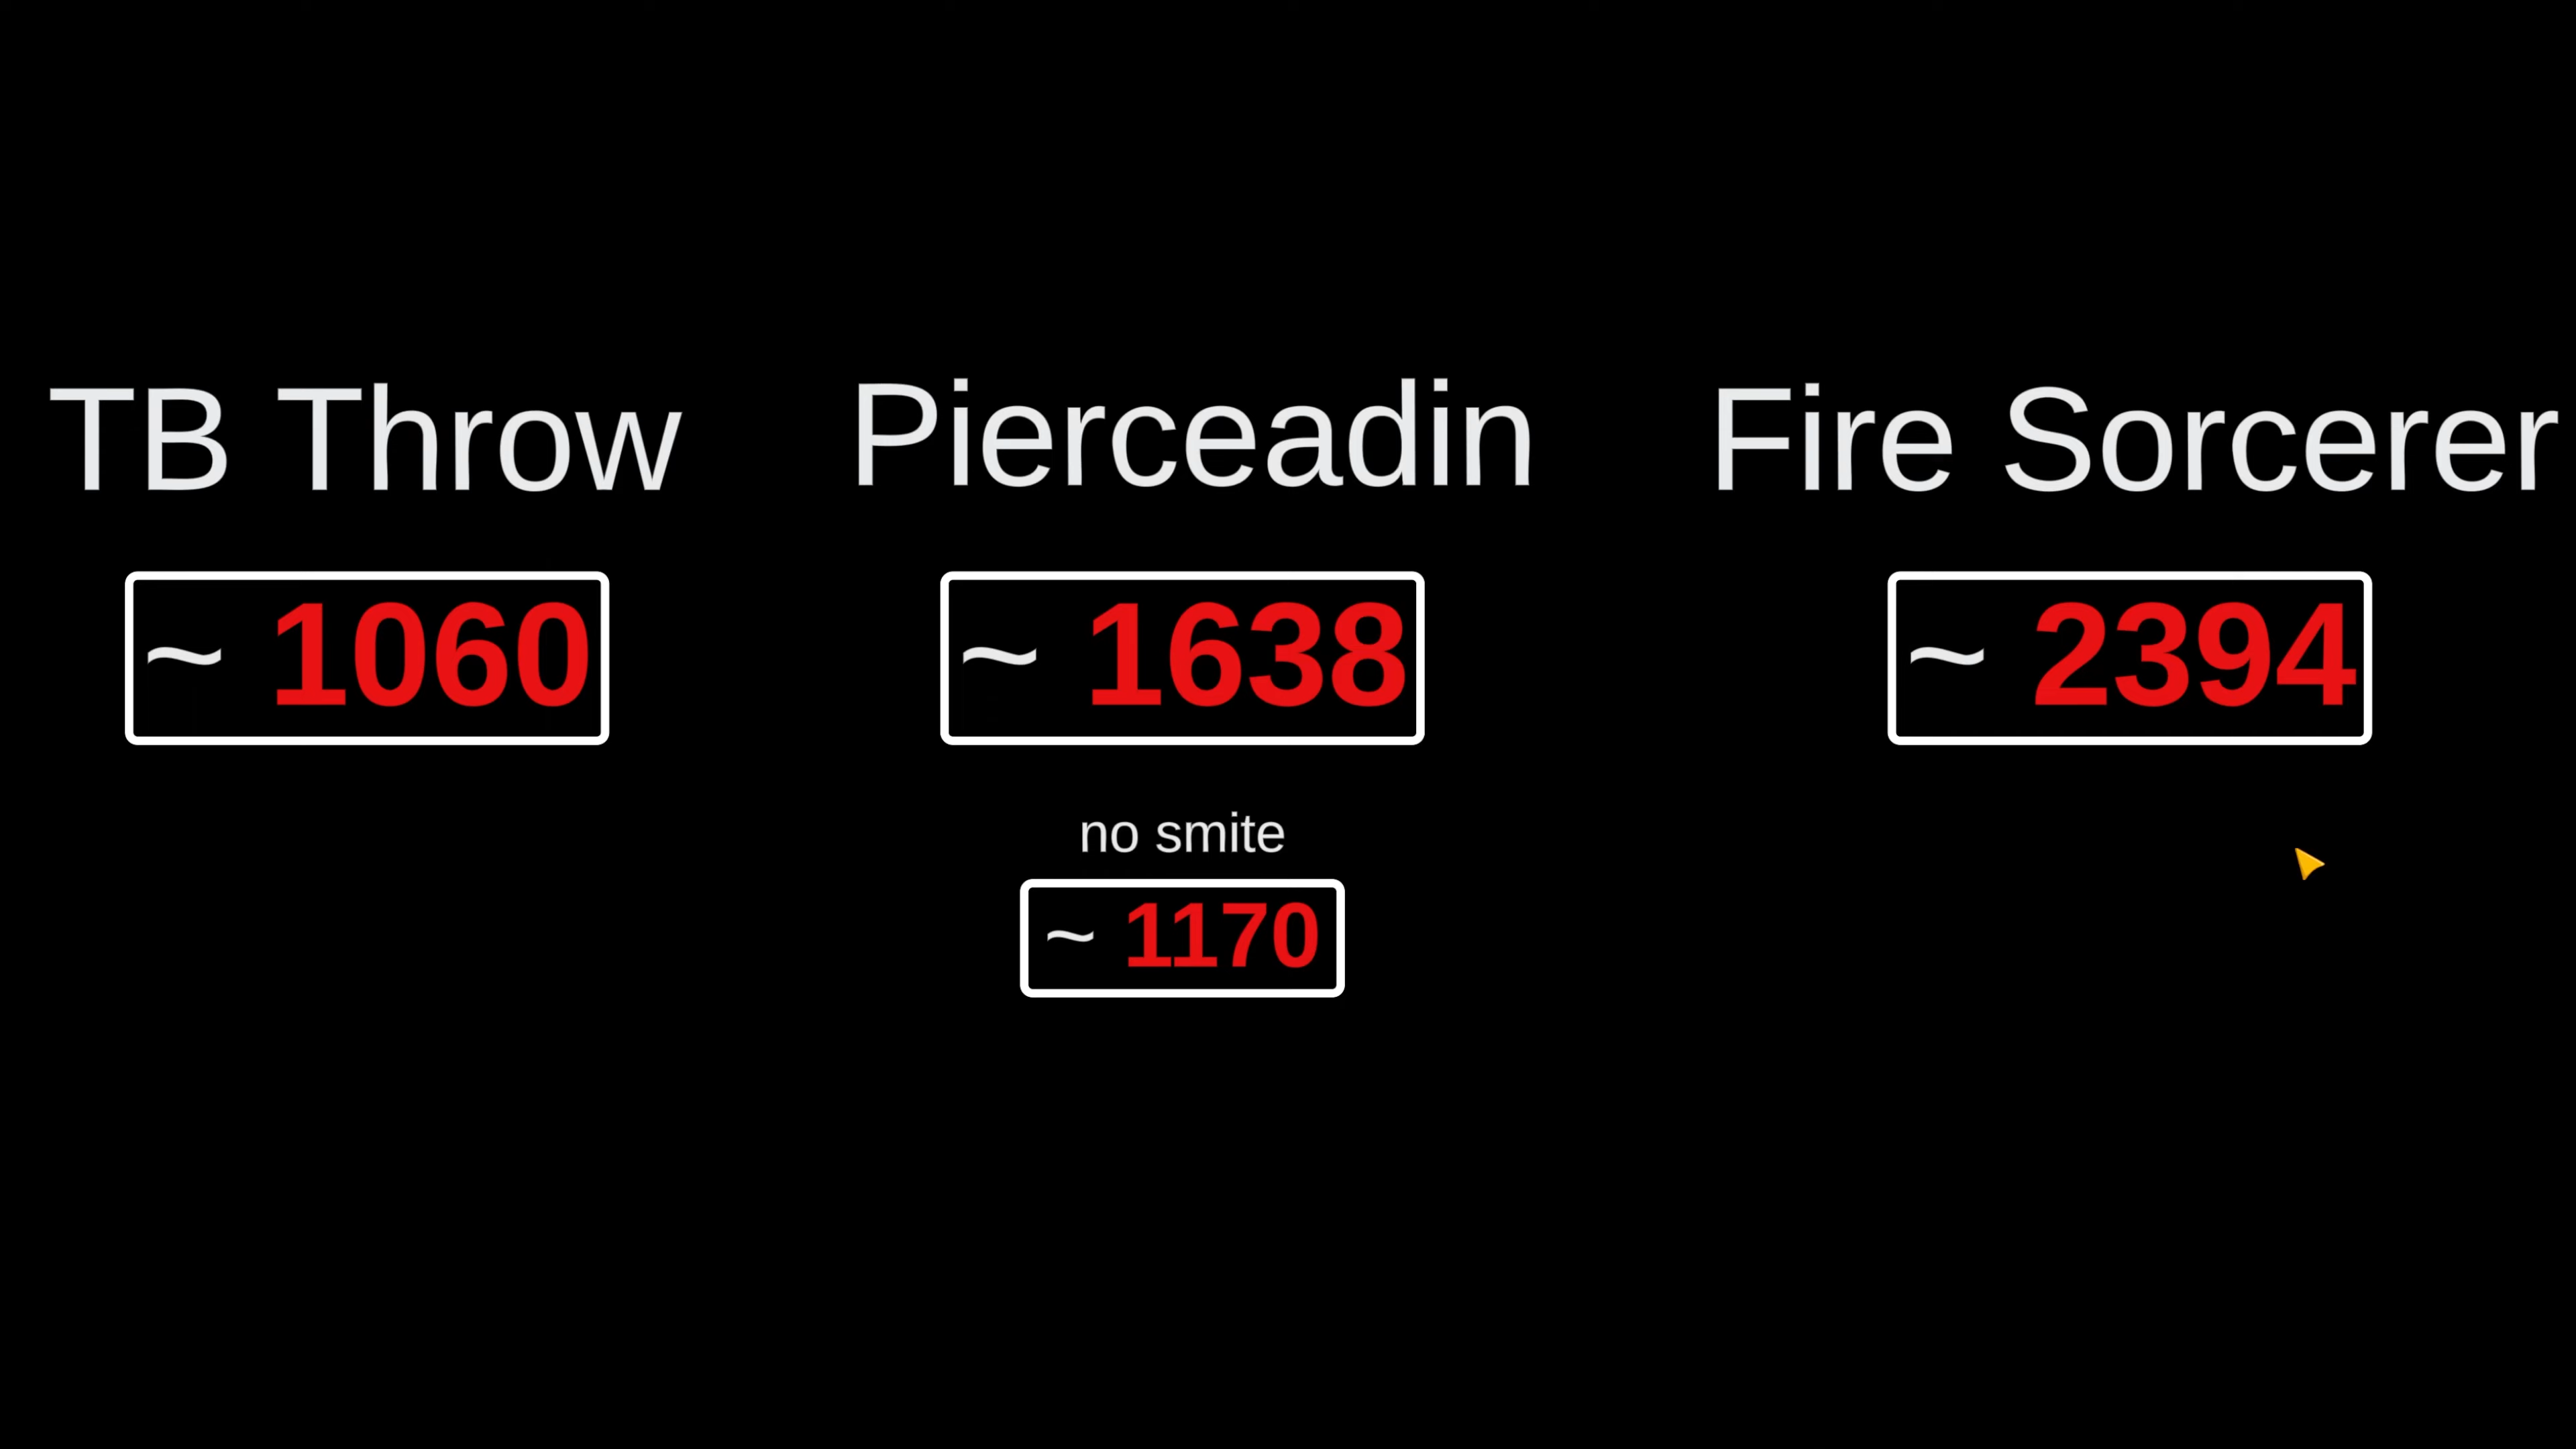 TB Throw
Pierceadin
Fire Sorcerer
~ 1060
~ 1638
~ 2394
no smite
~ 1170